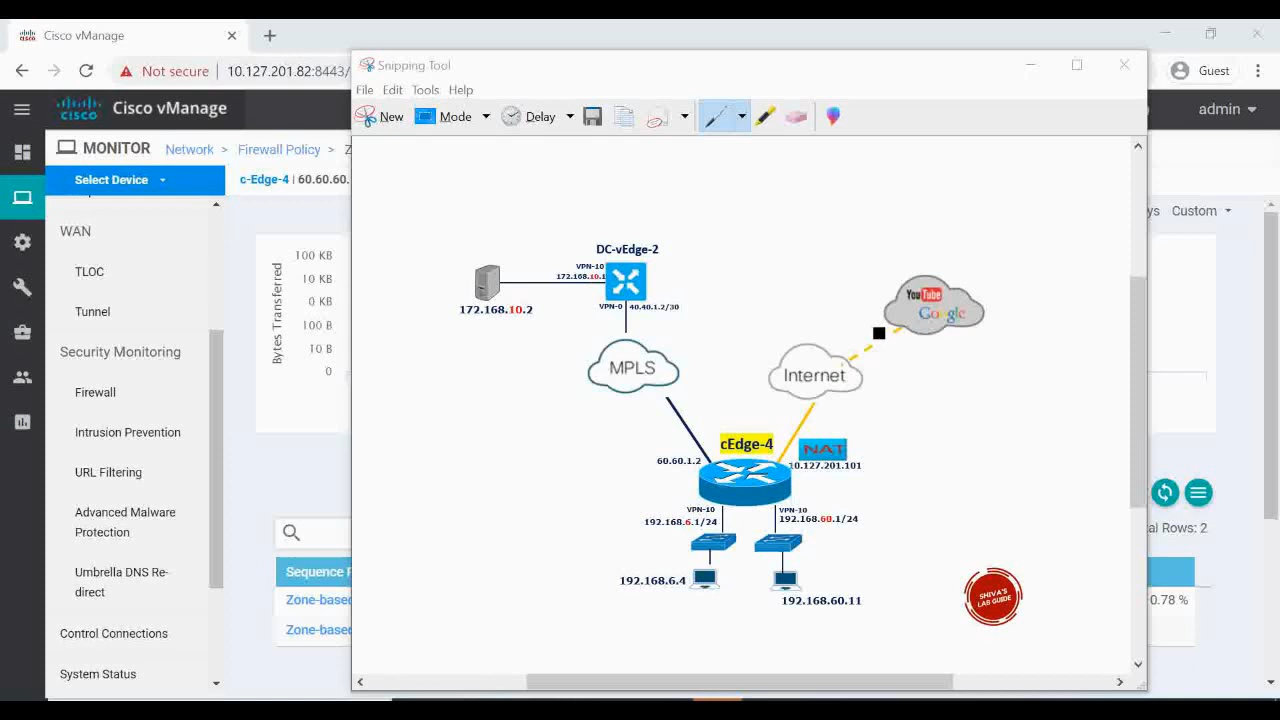 Cisco vManage
Not secure
10.127.201.82:8443/
Guest
cisco
Cisco vManage
admin
MONITOR
Network > Firewall Policy >
Select Device
c-Edge-4 | 60.60.60.
WAN
TLOC
Tunnel
Security Monitoring
Firewall
Intrusion Prevention
URL Filtering
Advanced Malware
Protection
Umbrella DNS Re-
direct
Control Connections
System Status
Custom
Bytes Transferred
100 KB
10 KB
0 KB
100 B
10 B
0
Total Rows: 2
Zone-based
Zone-based
0.78 %
Snipping Tool
File Edit Tools Help
New Mode Delay
DC-vEdge-2
VPN-10
172.168.10.1
172.168.10.2
VPN-0
40.40.1.2/30
MPLS
YouTube
Google
Internet
cEdge-4
NAT
60.60.1.2
10.127.201.101
VPN-10
192.168.6.1/24
VPN-10
192.168.60.1/24
192.168.6.4
192.168.60.11
SHIVA'S
LAB GUIDE